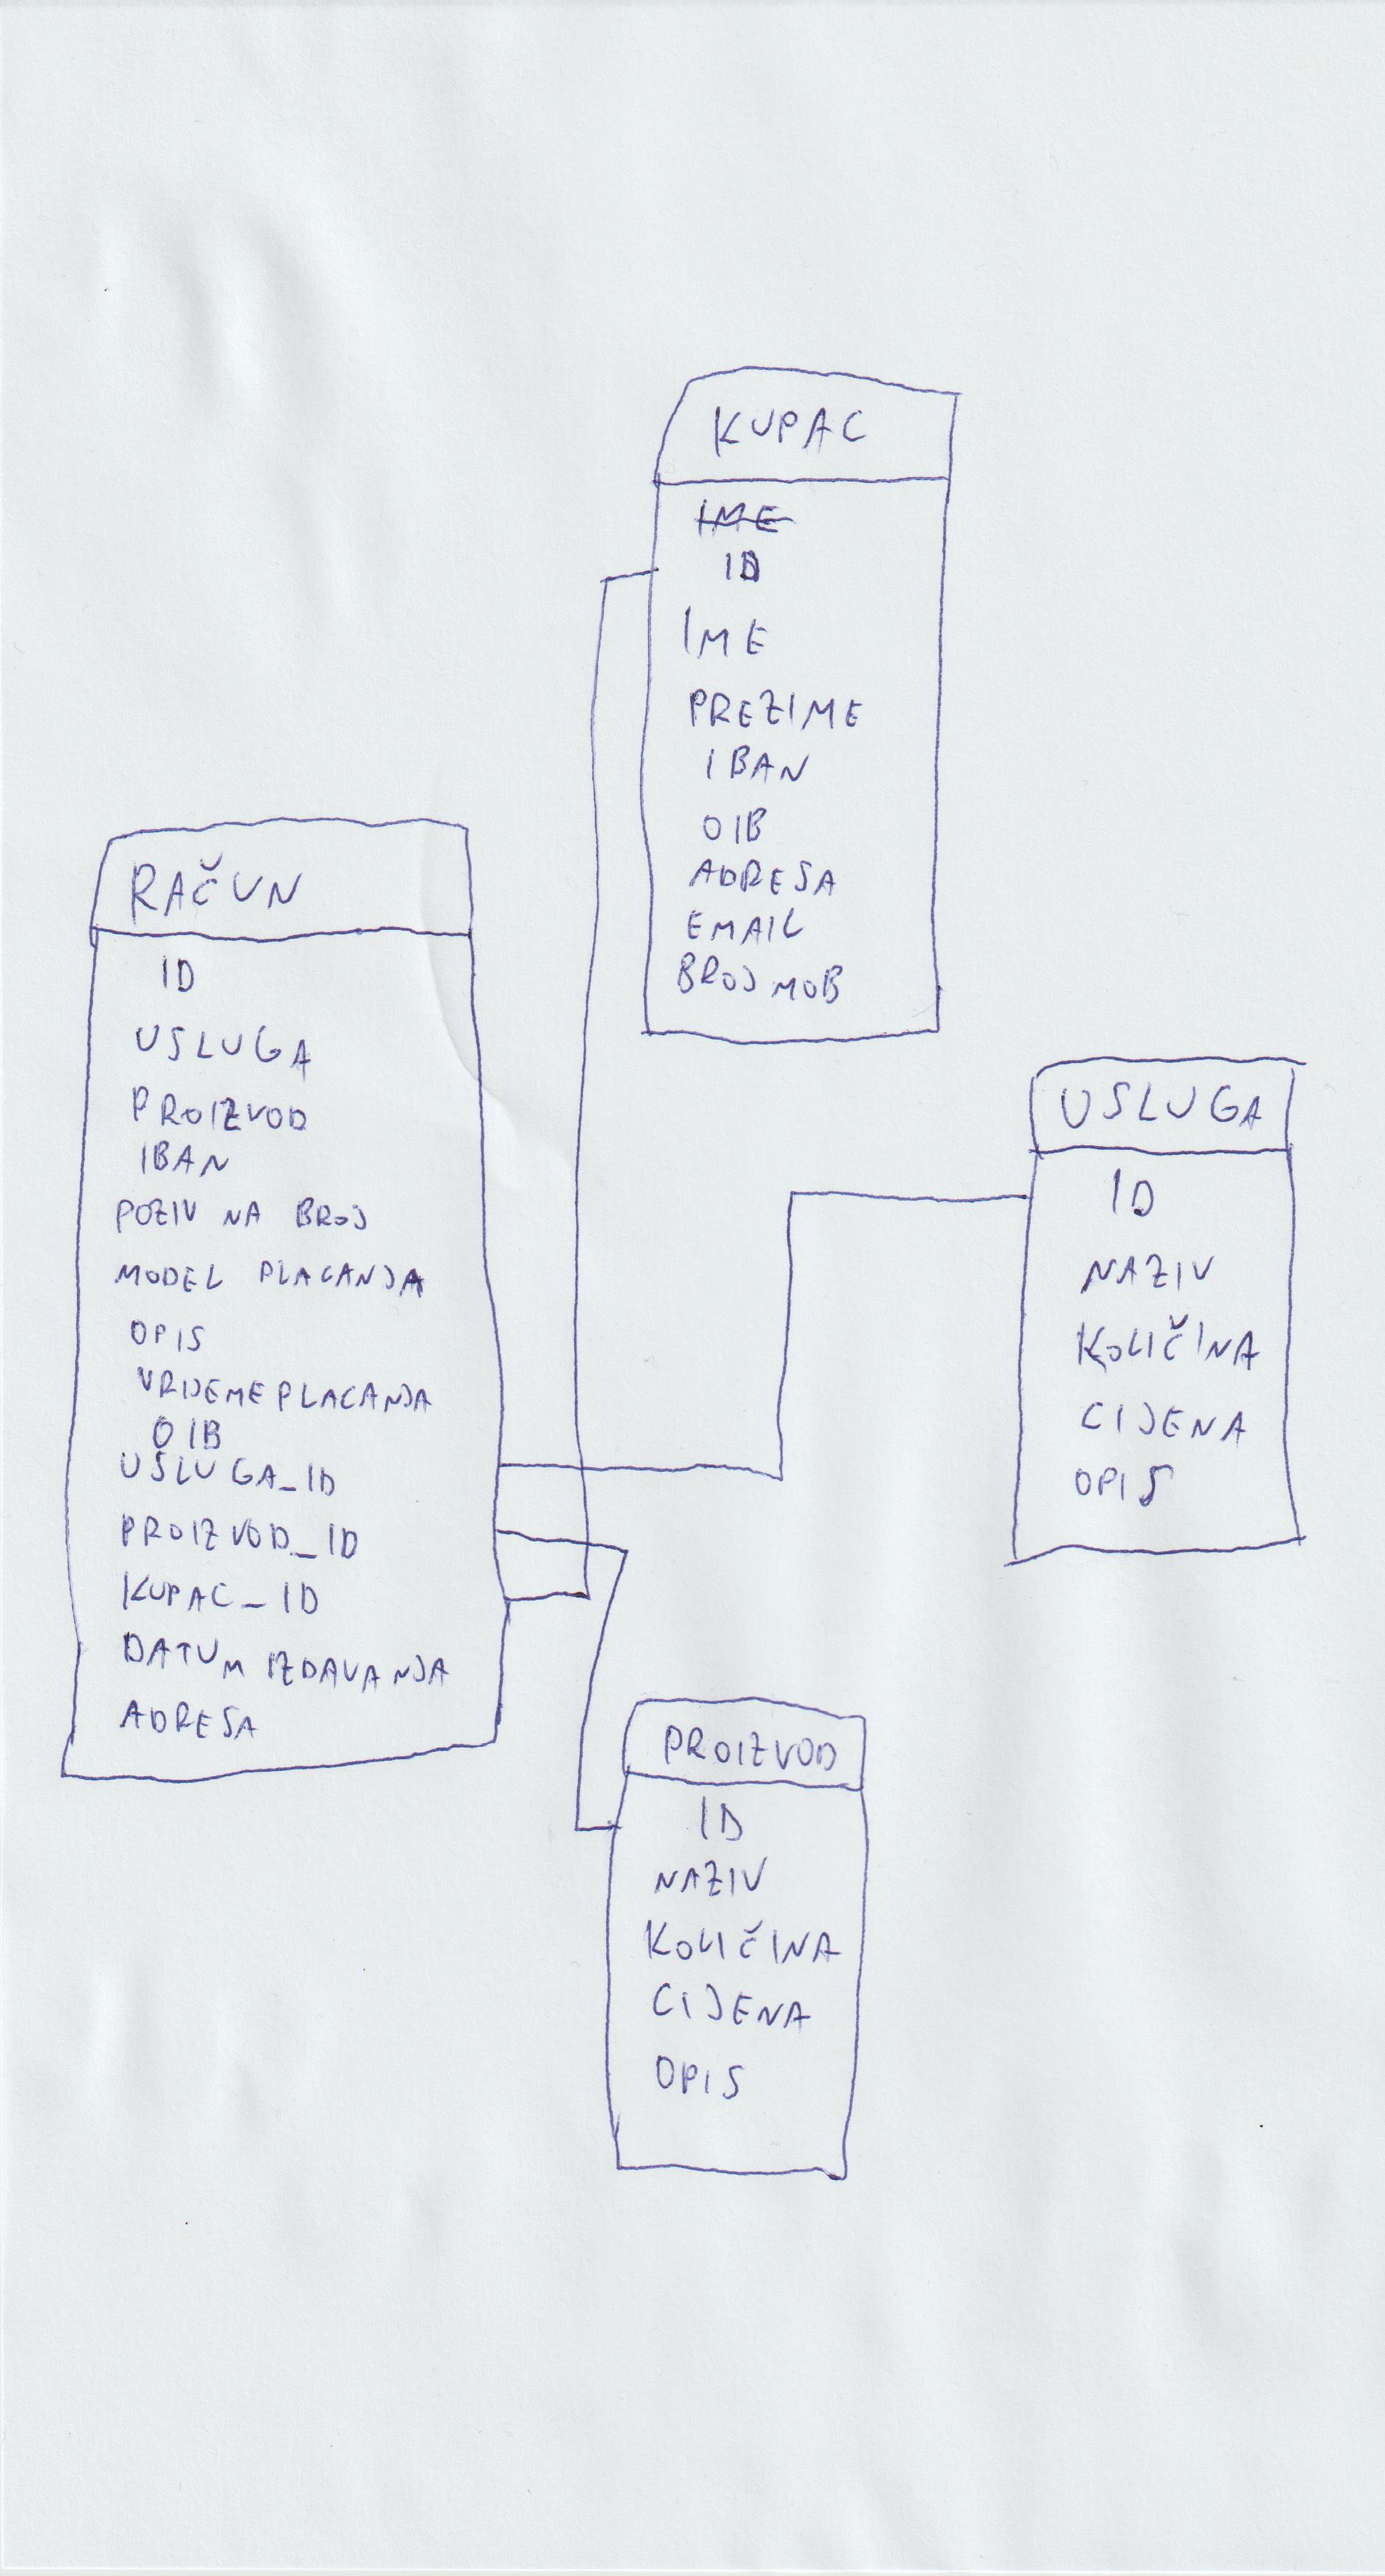 KUPAC
IME
ID
IME
PREZIME
IBAN
OIB
ADRESA
EMAIL
BROJ MOB
RAČUN
ID
USLUGA
PROIZVOD
IBAN
POZIV NA BROJ
MODEL PLACANJA
OPIS
VRIJEME PLACANJA
OIB
USLUGA_ID
PROIZVOD_ID
KUPAC_ID
DATUM IZDAVANJA
ADRESA
USLUGA
ID
NAZIV
KOLIČINA
CIJENA
OPIS
PROIZVOD
ID
NAZIV
KOLIČINA
CIJENA
OPIS